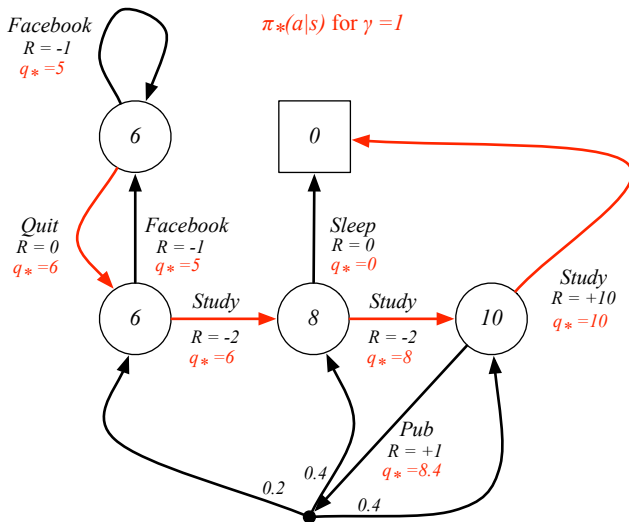 Facebook
R = -1
q* =5
π*(a|s) for γ =1
6
0
Quit
R = 0
q* =6
Facebook
R = -1
q* =5
Sleep
R = 0
q* =0
Study
R = +10
q* =10
6
Study
R = -2
q* =6
8
Study
R = -2
q* =8
10
Pub
R = +1
q* =8.4
0.2
0.4
0.4